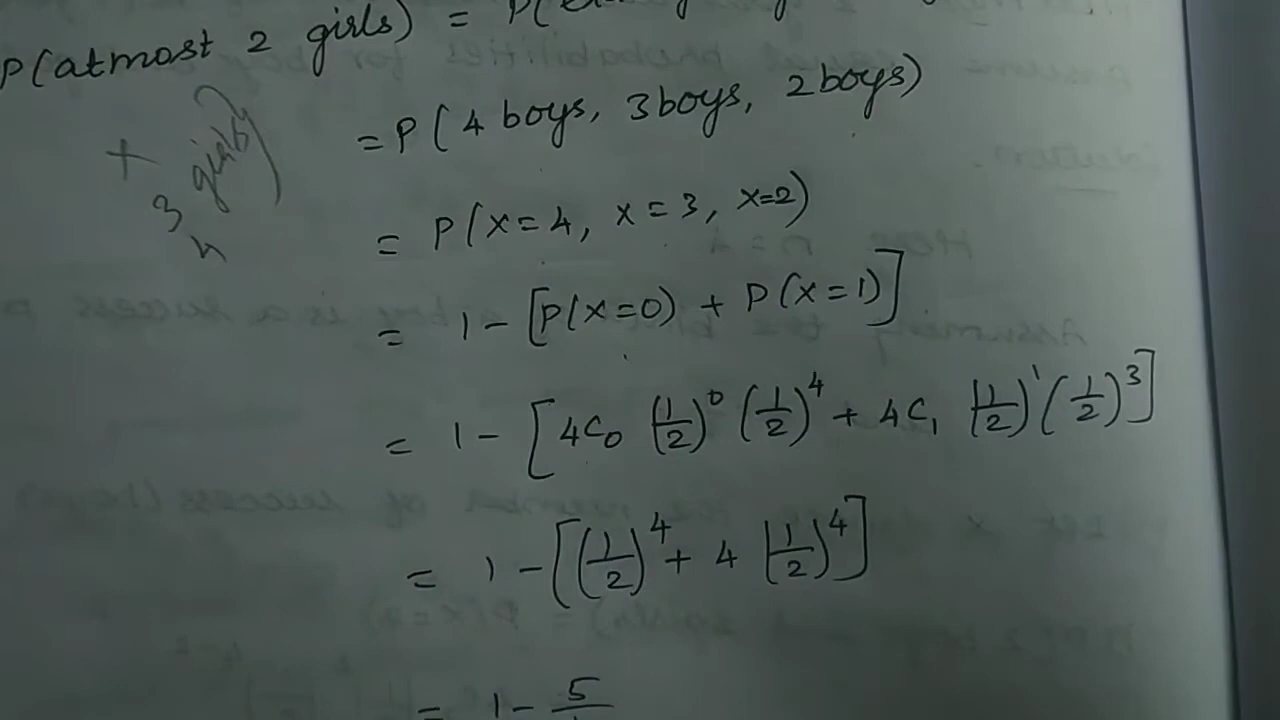 P(atmost 2 girls) = P(
= P(4 boys, 3 boys, 2 boys)
+ 3 girls)
= P(x=4, x=3, x=2)
= 1 - [P(x=0) + P(x=1)]
= 1 - [4C₀ (1/2)⁰ (1/2)⁴ + 4C₁ (1/2)¹ (1/2)³]
= 1 - [(1/2)⁴ + 4 (1/2)⁴]
= 1 - 5/